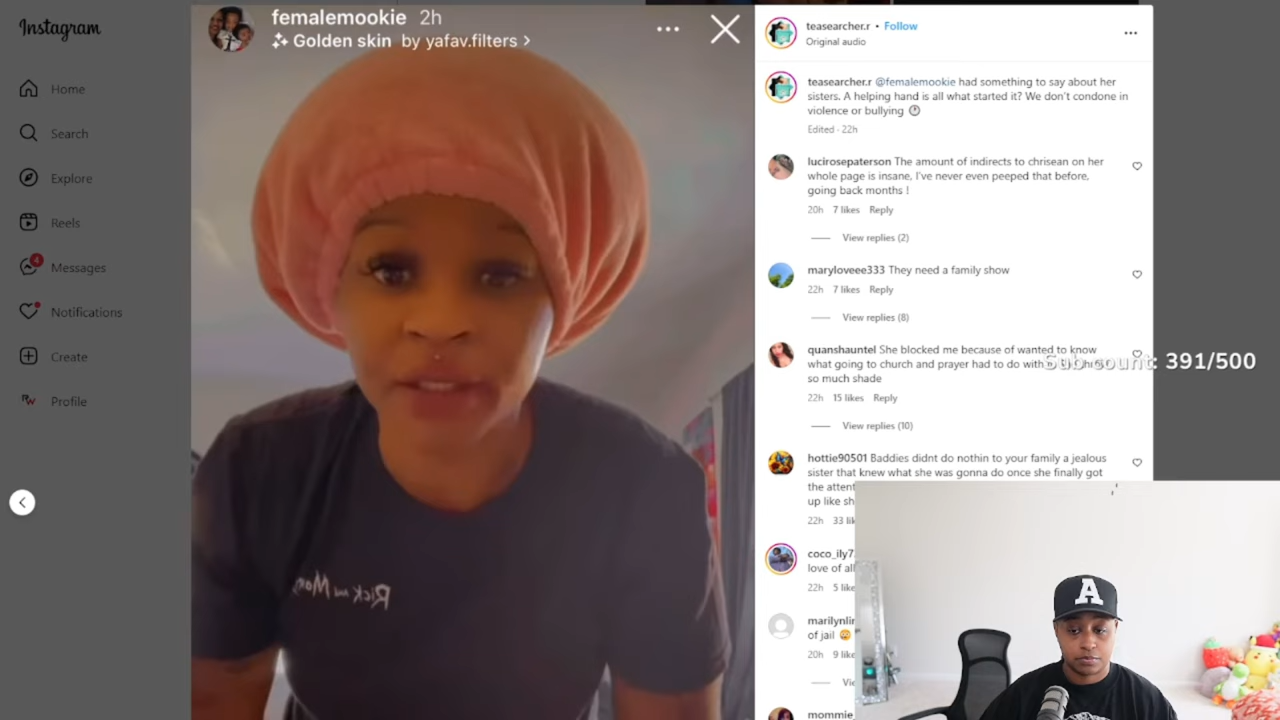 Instagram
Home
Search
Explore
Reels
4
Messages
Notifications
Create
Profile
femalemookie 2h
Golden skin by yafav.filters >
Rick and Mor
teasearcher.r • Follow
Original audio
teasearcher.r @femalemookie had something to say about her
sisters. A helping hand is all what started it? We don't condone in
violence or bullying
Edited · 22h
lucirosepaterson The amount of indirects to chrisean on her
whole page is insane, I've never even peeped that before,
going back months !
20h 7 likes Reply
View replies (2)
maryloveee333 They need a family show
22h 7 likes Reply
View replies (8)
quanshauntel She blocked me because of wanted to know
what going to church and prayer had to do with
so much shade
22h 15 likes Reply
View replies (10)
Sub count: 391/500
hottie90501 Baddies didnt do nothin to your family a jealous
sister that knew what she was gonna do once she finally got
the attent
up like sh
22h 33 lik
coco_ily7
love of all
22h 5 like
marilynlin
of jail
20h 9 like
Vie
mommie_
A